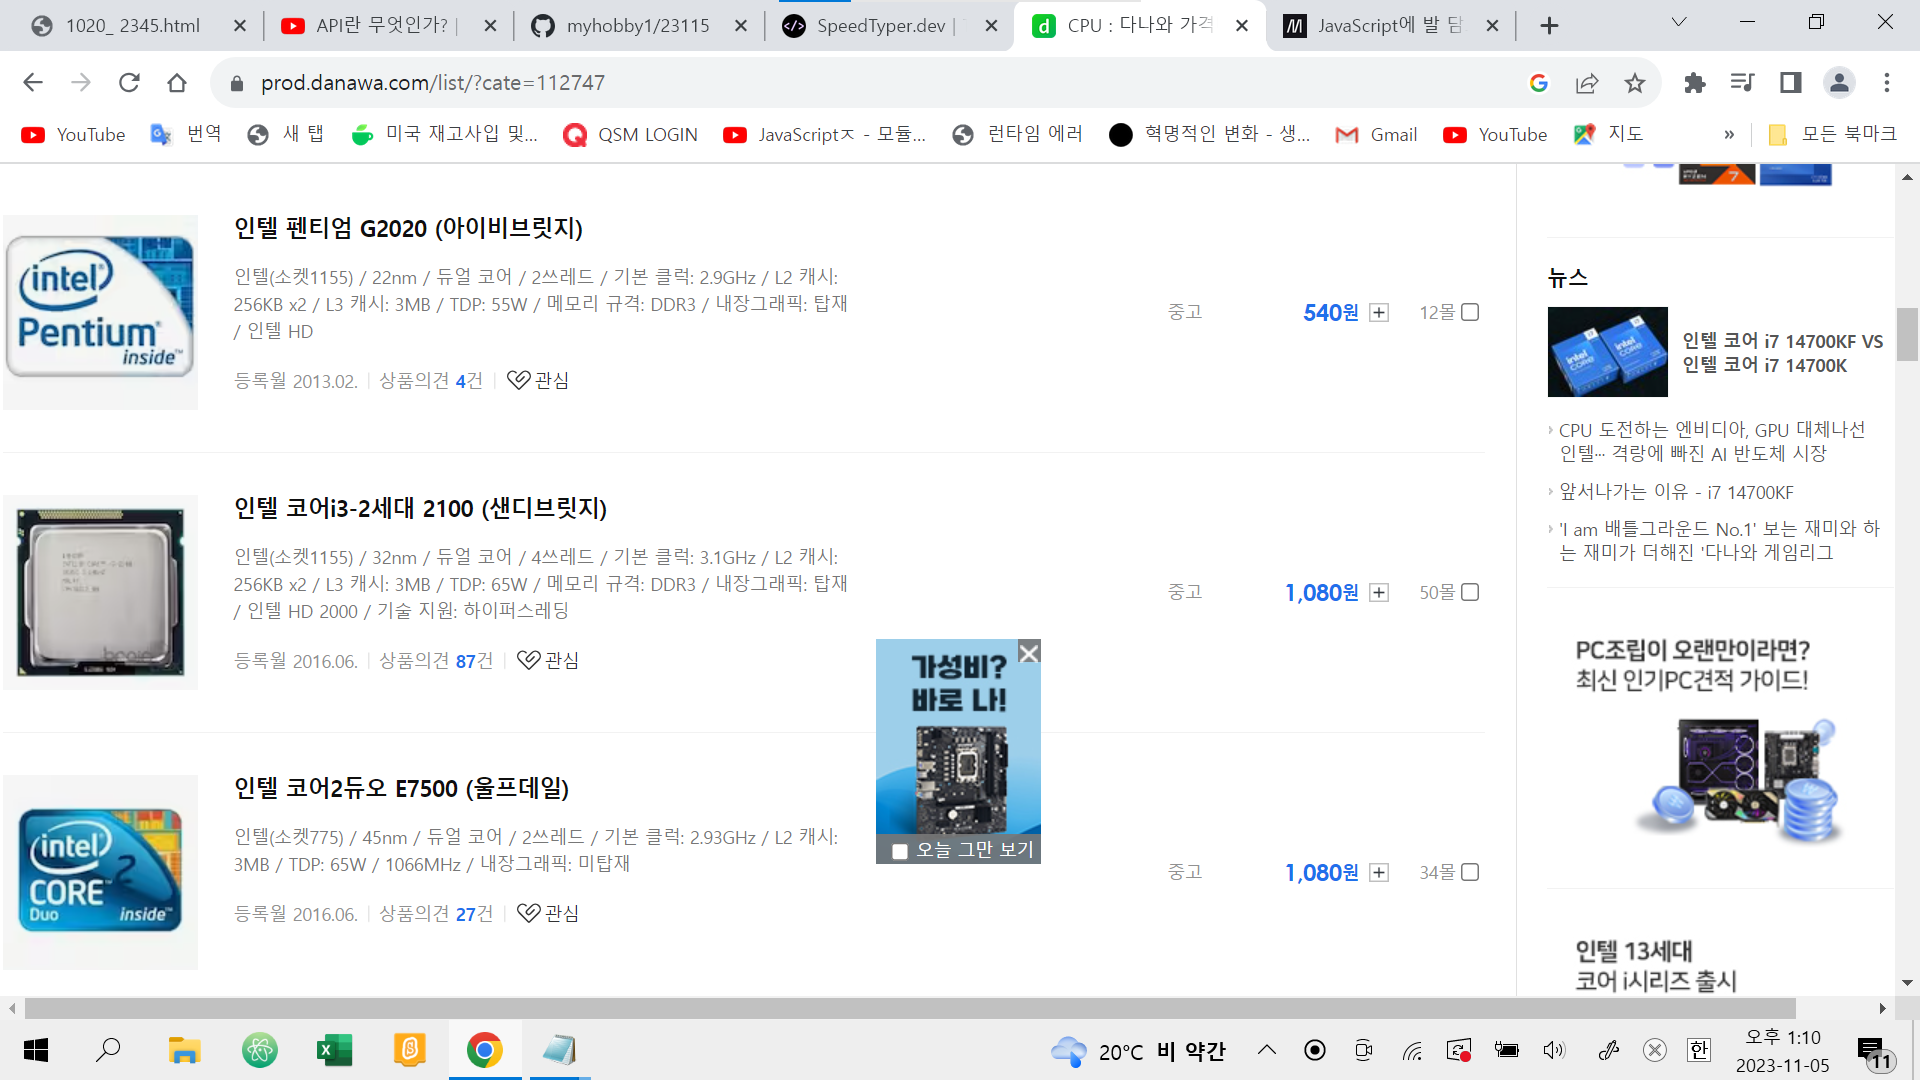 1020_ 2345.html
API란 무엇인가? |
myhobby1/23115
SpeedTyper.dev |
CPU : 다나와 가격
JavaScript에 발 담
prod.danawa.com/list/?cate=112747
YouTube
번역
새 탭
미국 재고사입 및...
QSM LOGIN
JavaScriptㅈ - 모듈...
런타임 에러
혁명적인 변화 - 생...
Gmail
YouTube
지도
»
모든 북마크
intel
Pentium
inside
인텔 펜티엄 G2020 (아이비브릿지)
인텔(소켓1155) / 22nm / 듀얼 코어 / 2쓰레드 / 기본 클럭: 2.9GHz / L2 캐시:
256KB x2 / L3 캐시: 3MB / TDP: 55W / 메모리 규격: DDR3 / 내장그래픽: 탑재
/ 인텔 HD
등록월 2013.02. 상품의견 4건 관심
중고 540원 12몰
인텔 코어i3-2세대 2100 (샌디브릿지)
인텔(소켓1155) / 32nm / 듀얼 코어 / 4쓰레드 / 기본 클럭: 3.1GHz / L2 캐시:
256KB x2 / L3 캐시: 3MB / TDP: 65W / 메모리 규격: DDR3 / 내장그래픽: 탑재
/ 인텔 HD 2000 / 기술 지원: 하이퍼스레딩
등록월 2016.06. 상품의견 87건 관심
중고 1,080원 50몰
intel 2
CORE
Duo inside
인텔 코어2듀오 E7500 (울프데일)
인텔(소켓775) / 45nm / 듀얼 코어 / 2쓰레드 / 기본 클럭: 2.93GHz / L2 캐시:
3MB / TDP: 65W / 1066MHz / 내장그래픽: 미탑재
등록월 2016.06. 상품의견 27건 관심
중고 1,080원 34몰
가성비?
바로 나!
오늘 그만 보기
RYZEN 7
뉴스
인텔 코어 i7 14700KF VS
인텔 코어 i7 14700K
CPU 도전하는 엔비디아, GPU 대체나선
인텔… 격랑에 빠진 AI 반도체 시장
앞서나가는 이유 - i7 14700KF
'I am 배틀그라운드 No.1' 보는 재미와 하
는 재미가 더해진 '다나와 게임리그
PC조립이 오랜만이라면?
최신 인기PC견적 가이드!
인텔 13세대
코어 i시리즈 출시
20°C 비 약간
한
오후 1:10
2023-11-05
11